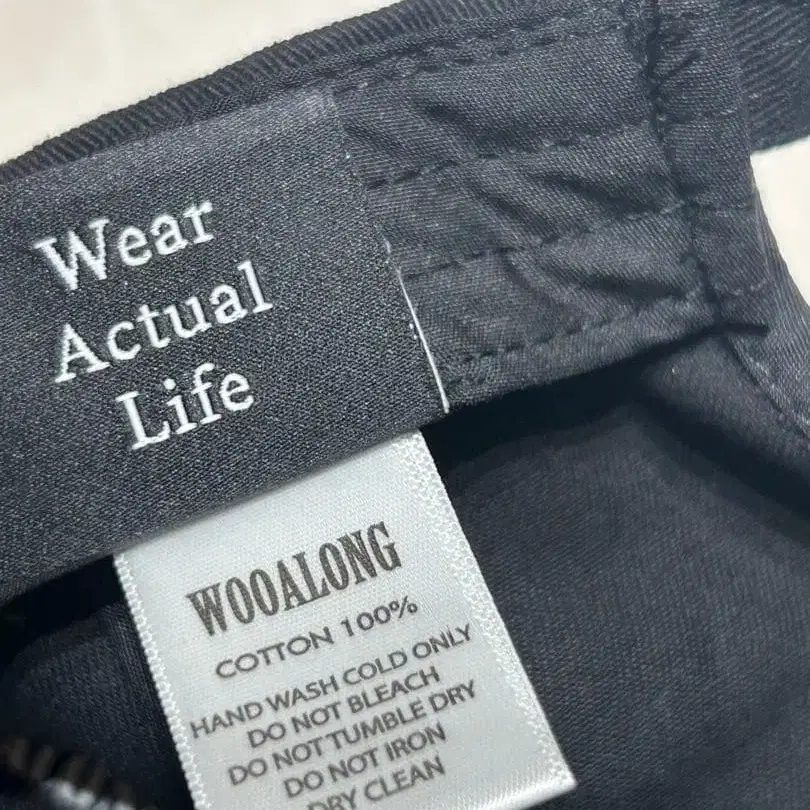 Wear
Actual
Life
WOOALONG
COTTON 100%
HAND WASH COLD ONLY
DO NOT BLEACH
DO NOT TUMBLE DRY
DO NOT IRON
DRY CLEAN